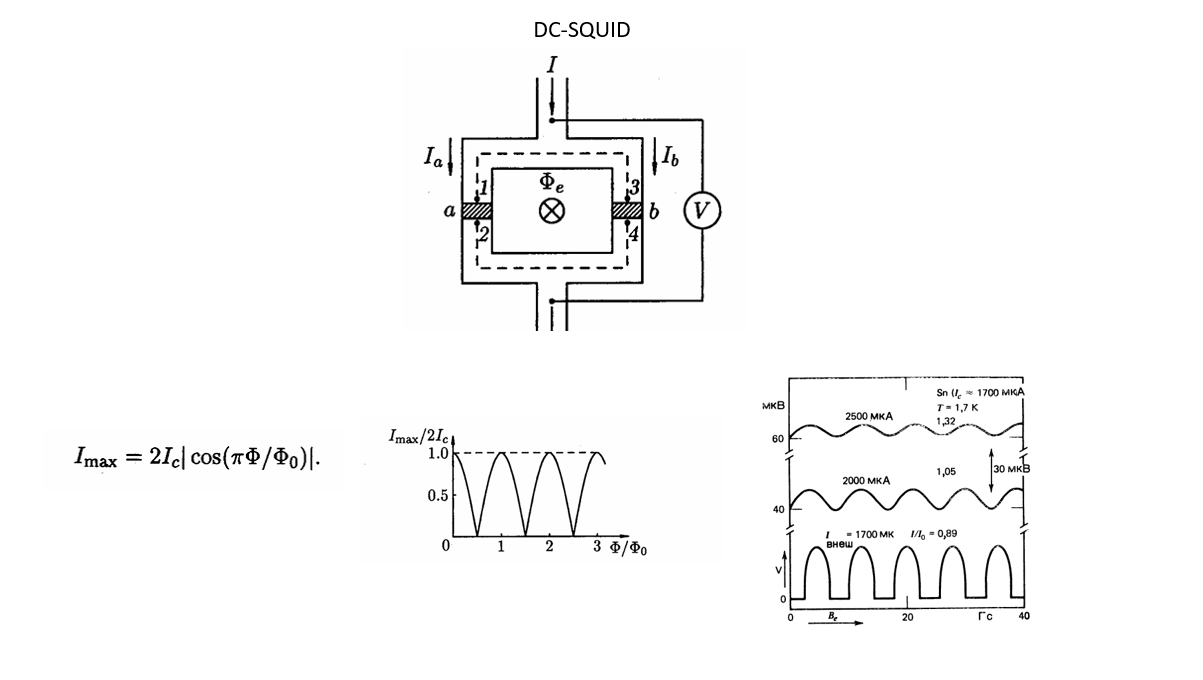 DC-SQUID
I
I_a
I_b
Φ_e
1
3
a
b
V
2
4
I_max = 2I_c| cos(πΦ/Φ_0)|.
I_max/2I_c
1.0
0.5
0
1
2
3
Φ/Φ_0
мкВ
Sn (I_c ≈ 1700 мкА
T = 1,7 К
2500 мкА
1,32
60
1,05
30 мкВ
2000 мкА
40
I = 1700 мк I/I_0 = 0,89
внеш
V
0
0
B_e
20
Гс
40